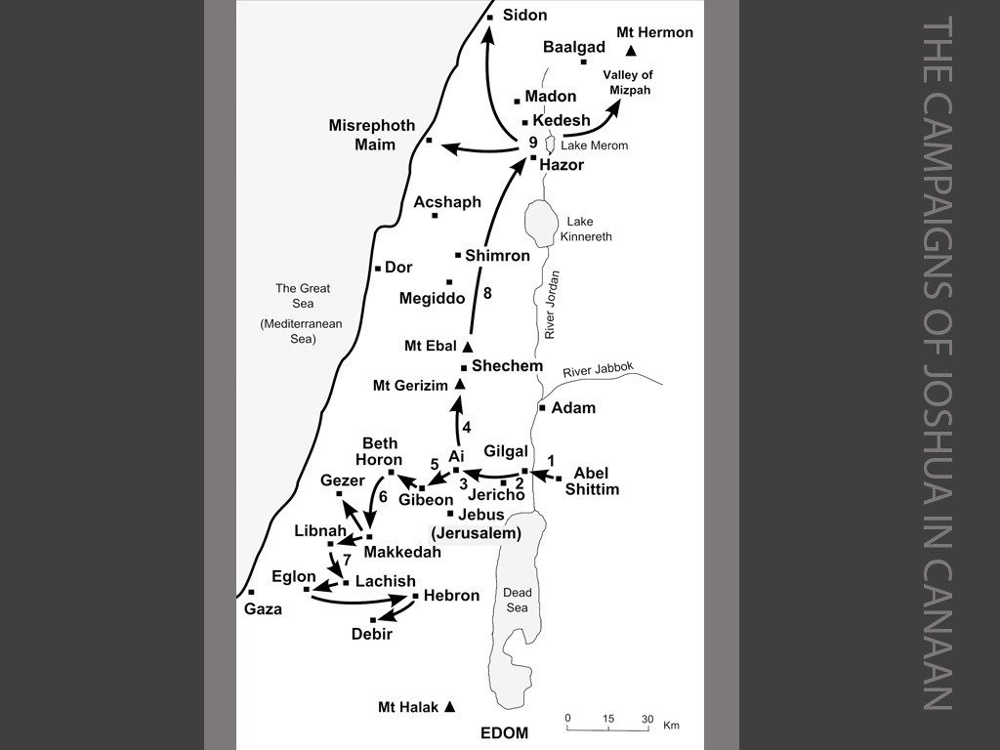 Sidon
Mt Hermon
Baalgad
Valley of
Mizpah
Madon
Kedesh
Misrephoth
Maim
9
Lake Merom
Hazor
Acshaph
Lake
Kinnereth
Shimron
Dor
The Great
Sea
(Mediterranean
Sea)
Megiddo
8
River Jordan
Mt Ebal
Shechem
River Jabbok
Mt Gerizim
Adam
4
Beth
Horon
Ai
Gilgal
5
1
Abel
Shittim
Gezer
3
2
Jericho
6
Gibeon
Jebus
(Jerusalem)
Libnah
Makkedah
7
Eglon
Lachish
Hebron
Dead
Sea
Gaza
Debir
Mt Halak
EDOM
0 15 30 Km
THE CAMPAIGNS OF JOSHUA IN CANAAN